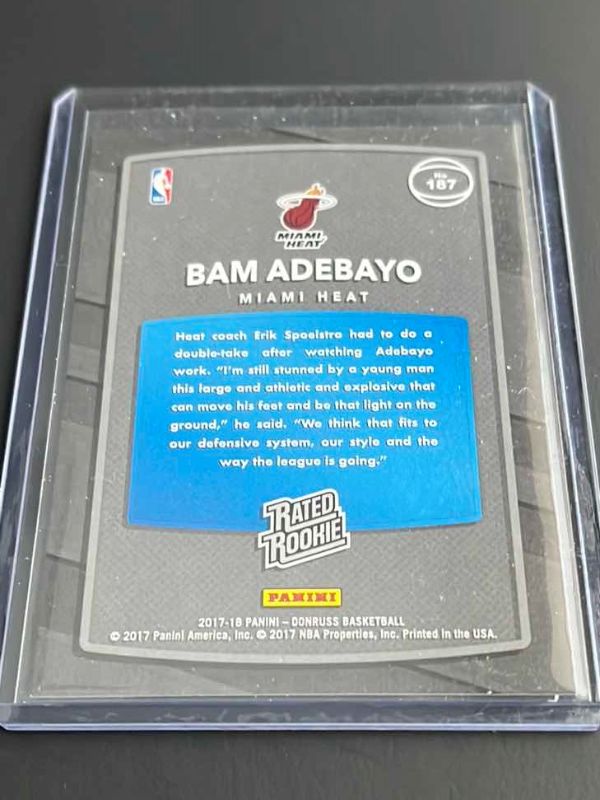 No 187
NBA
MIAMI
HEAT
BAM ADEBAYO
MIAMI HEAT
Heat coach Erik Spoelstra had to do a
double-take after watching Adebayo
work. “I’m still stunned by a young man
this large and athletic and explosive that
can move his feet and be that light on the
ground,” he said. “We think that fits to
our defensive system, our style and the
way the league is going.”
RATED
ROOKIE
PANINI
2017-18 PANINI – DONRUSS BASKETBALL
© 2017 Panini America, Inc. © 2017 NBA Properties, Inc. Printed in the USA.